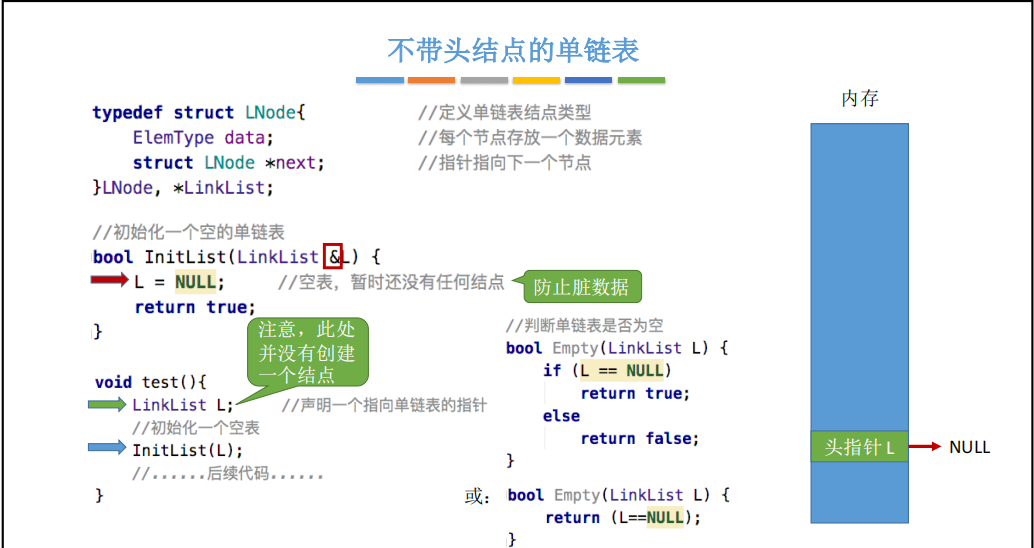 不带头结点的单链表
typedef struct LNode{ //定义单链表结点类型
ElemType data; //每个节点存放一个数据元素
struct LNode *next; //指针指向下一个节点
}LNode, *LinkList;
//初始化一个空的单链表
bool InitList(LinkList &L) {
L = NULL; //空表，暂时还没有任何结点
return true;
}
防止脏数据
注意，此处
并没有创建
一个结点
void test(){
LinkList L; //声明一个指向单链表的指针
//初始化一个空表
InitList(L);
//......后续代码......
}
//判断单链表是否为空
bool Empty(LinkList L) {
if (L == NULL)
return true;
else
return false;
}
或：
bool Empty(LinkList L) {
return (L==NULL);
}
内存
头指针 L
NULL